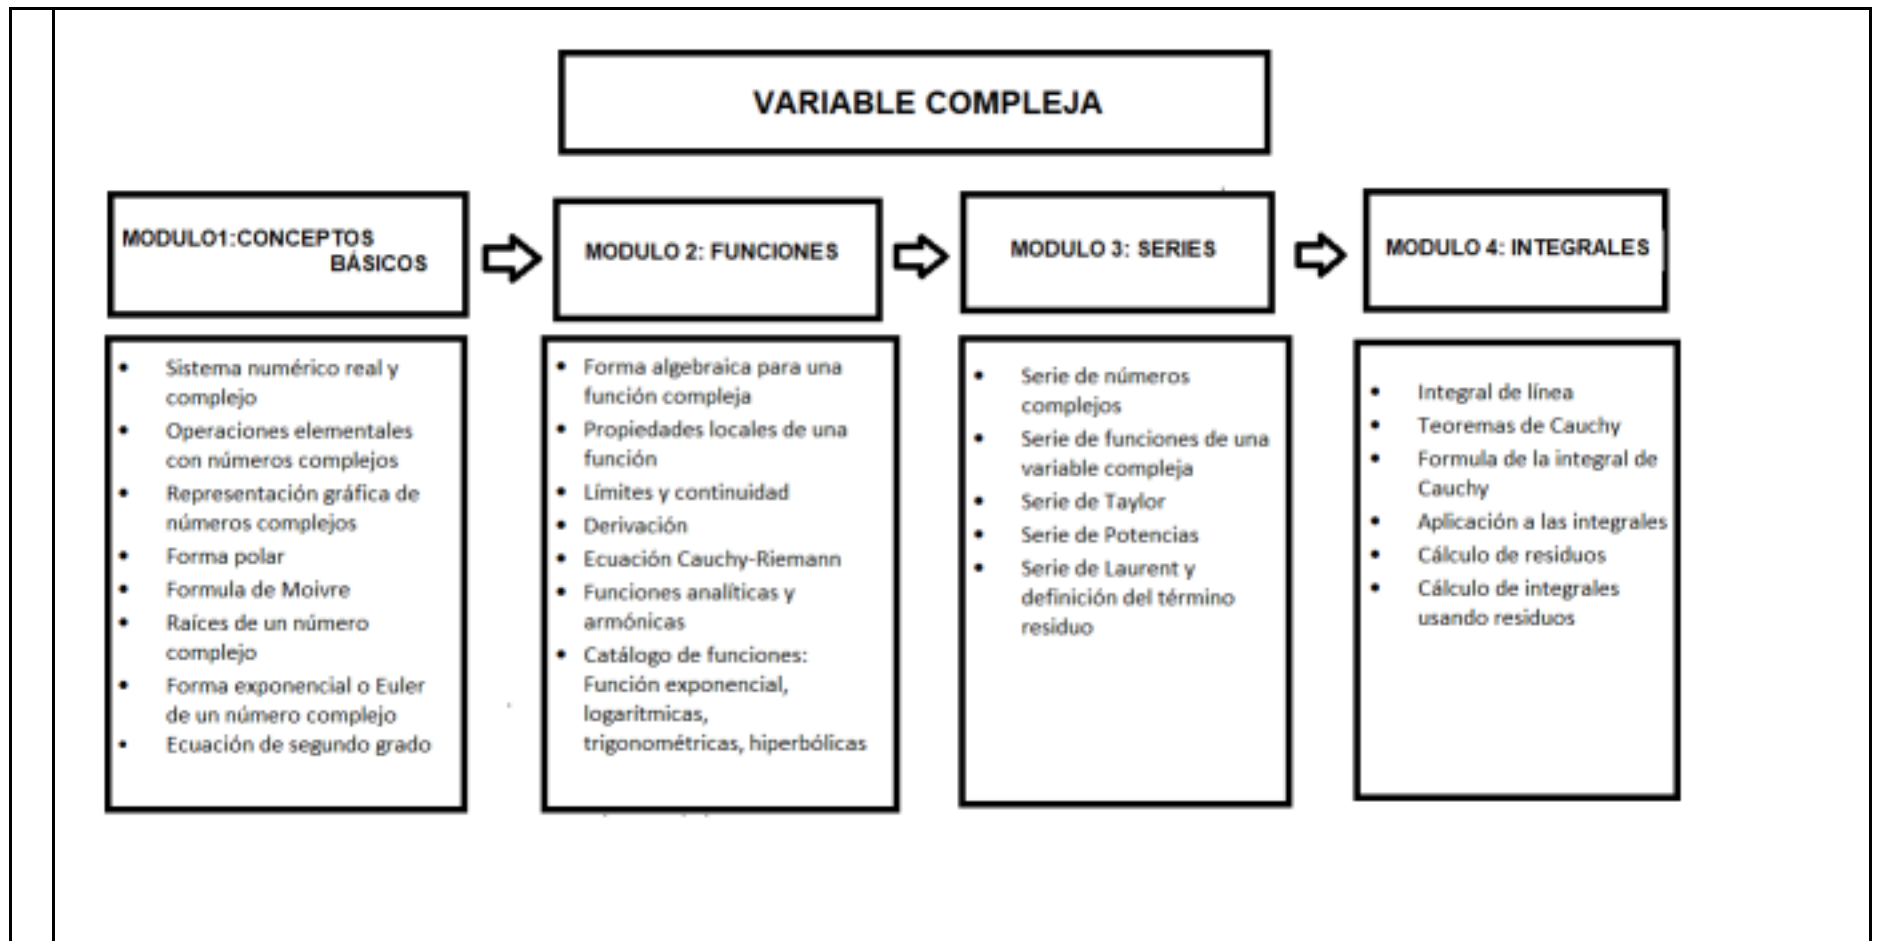 VARIABLE COMPLEJA
MODULO1:CONCEPTOS
BÁSICOS
• Sistema numérico real y
complejo
• Operaciones elementales
con números complejos
• Representación gráfica de
números complejos
• Forma polar
• Formula de Moivre
• Raíces de un número
complejo
• Forma exponencial o Euler
de un número complejo
• Ecuación de segundo grado
MODULO 2: FUNCIONES
• Forma algebraica para una
función compleja
• Propiedades locales de una
función
• Límites y continuidad
• Derivación
• Ecuación Cauchy-Riemann
• Funciones analíticas y
armónicas
• Catálogo de funciones:
Función exponencial,
logarítmicas,
trigonométricas, hiperbólicas
MODULO 3: SERIES
• Serie de números
complejos
• Serie de funciones de una
variable compleja
• Serie de Taylor
• Serie de Potencias
• Serie de Laurent y
definición del término
residuo
MODULO 4: INTEGRALES
• Integral de línea
• Teoremas de Cauchy
• Formula de la integral de
Cauchy
• Aplicación a las integrales
• Cálculo de residuos
• Cálculo de integrales
usando residuos